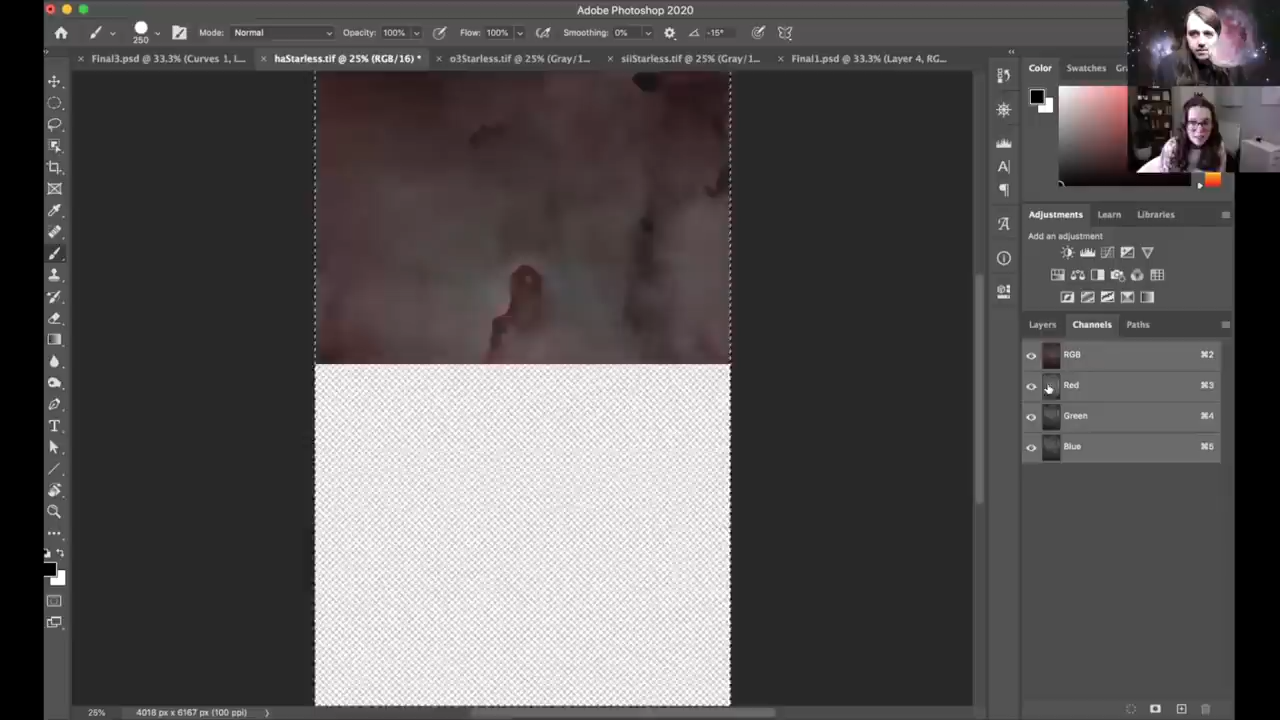 Adobe Photoshop 2020
250 Mode: Normal Opacity: 100% Flow: 100% Smoothing: 0% -15°
× Final3.psd @ 33.3% (Curves 1, l... × haStarless.tif @ 25% (RGB/16) * × o3Starless.tif @ 25% (Gray/1... × siiStarless.tif @ 25% (Gray/1... × Final1.psd @ 33.3% (Layer 4, RG...
Color Swatches
Adjustments Learn Libraries
Add an adjustment
Layers Channels Paths
RGB ⌘2
Red ⌘3
Green ⌘4
Blue ⌘5
25% 4018 px x 6167 px (100 ppi)